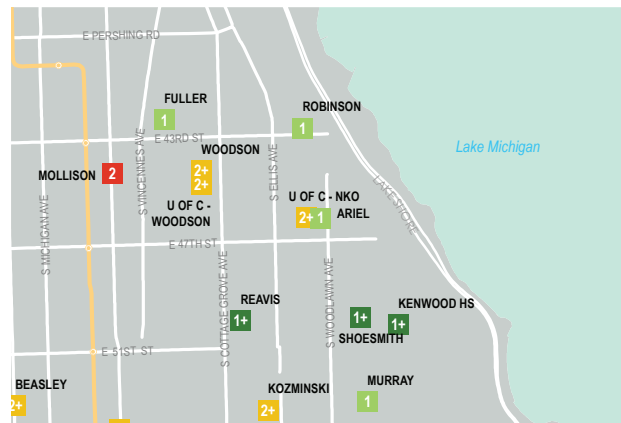 E PERSHING RD
FULLER
1
ROBINSON
1
E 43RD ST
WOODSON
Lake Michigan
MOLLISON
2
2+
2+
S VINCENNES AVE
S ELLIS AVE
LAKESHORE
U OF C -
WOODSON
U OF C - NKO
2+
1
ARIEL
S MICHIGAN AVE
E 47TH ST
S COTTAGE GROVE AVE
S WOODLAWN AVE
REAVIS
1+
1+
SHOESMITH
KENWOOD HS
1+
E 51ST ST
BEASLEY
2+
KOZMINSKI
2+
MURRAY
1